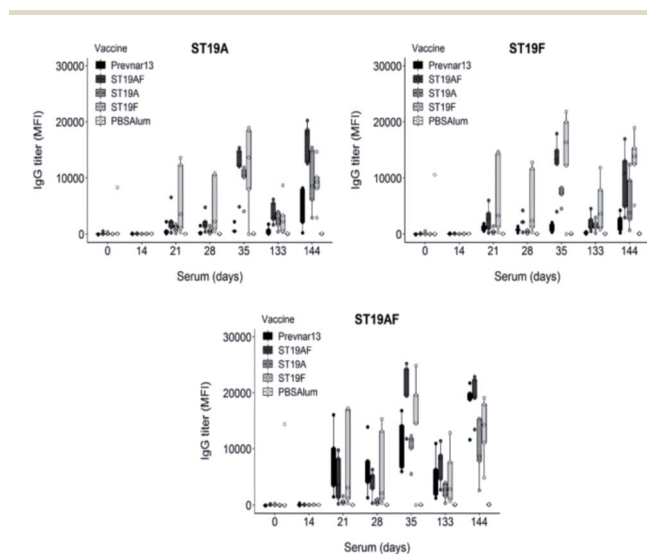 ST19A
Vaccine
Prevnar13
ST19AF
ST19A
ST19F
PBSAlum
IgG titer (MFI)
30000
20000
10000
0
0 14 21 28 35 133 144
Serum (days)
ST19F
Vaccine
Prevnar13
ST19AF
ST19A
ST19F
PBSAlum
IgG titer (MFI)
30000
20000
10000
0
0 14 21 28 35 133 144
Serum (days)
ST19AF
Vaccine
Prevnar13
ST19AF
ST19A
ST19F
PBSAlum
IgG titer (MFI)
30000
20000
10000
0
0 14 21 28 35 133 144
Serum (days)